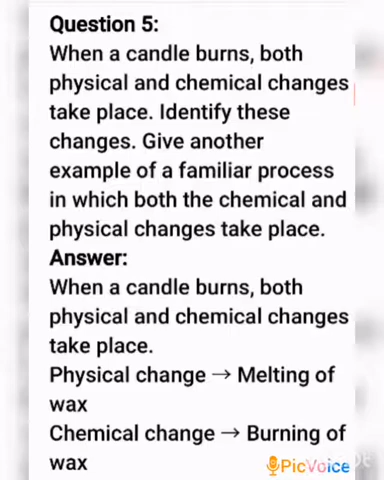 Question 5:
When a candle burns, both
physical and chemical changes
take place. Identify these
changes. Give another
example of a familiar process
in which both the chemical and
physical changes take place.
Answer:
When a candle burns, both
physical and chemical changes
take place.
Physical change → Melting of
wax
Chemical change → Burning of
wax
PicVoice